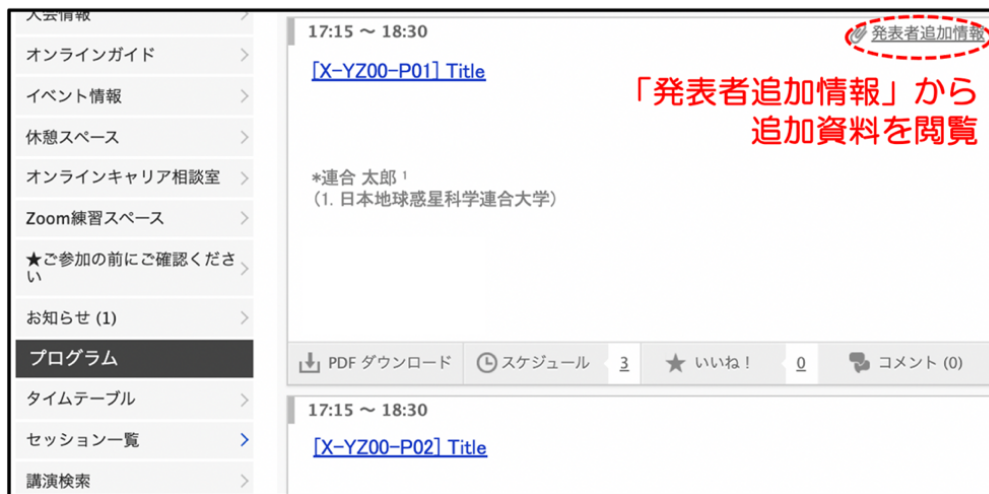 大会情報
オンラインガイド
イベント情報
休憩スペース
オンラインキャリア相談室
Zoom練習スペース
★ご参加の前にご確認くださ
い
お知らせ (1)
プログラム
タイムテーブル
セッション一覧
講演検索
17:15 ～ 18:30
発表者追加情報
[X-YZ00-P01] Title
「発表者追加情報」から
追加資料を閲覧
*連合 太郎¹
(1. 日本地球惑星科学連合大学)
PDF ダウンロード スケジュール 3 ★ いいね！ 0 コメント (0)
17:15 ～ 18:30
[X-YZ00-P02] Title